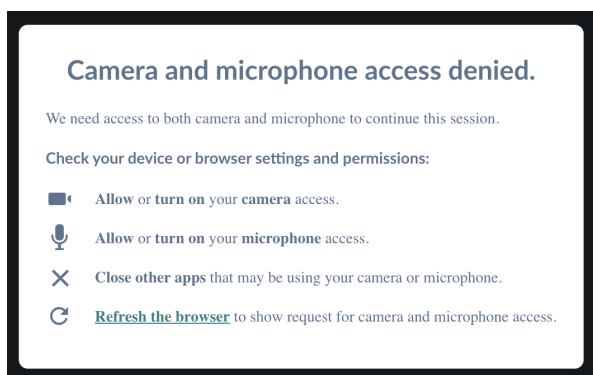 Camera and microphone access denied.
We need access to both camera and microphone to continue this session.
Check your device or browser settings and permissions:
Allow or turn on your camera access.
Allow or turn on your microphone access.
Close other apps that may be using your camera or microphone.
Refresh the browser to show request for camera and microphone access.